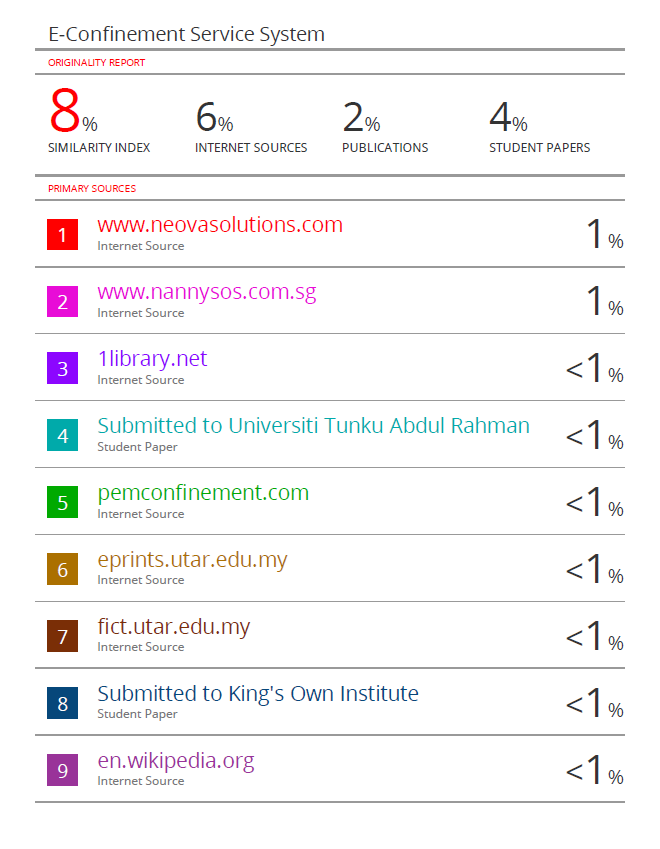 E-Confinement Service System
ORIGINALITY REPORT
8% 6% 2% 4%
SIMILARITY INDEX INTERNET SOURCES PUBLICATIONS STUDENT PAPERS
PRIMARY SOURCES
1 www.neovasolutions.com 1%
Internet Source
2 www.nannysos.com.sg 1%
Internet Source
3 1library.net <1%
Internet Source
4 Submitted to Universiti Tunku Abdul Rahman <1%
Student Paper
5 pemconfinement.com <1%
Internet Source
6 eprints.utar.edu.my <1%
Internet Source
7 fict.utar.edu.my <1%
Internet Source
8 Submitted to King's Own Institute <1%
Student Paper
9 en.wikipedia.org <1%
Internet Source